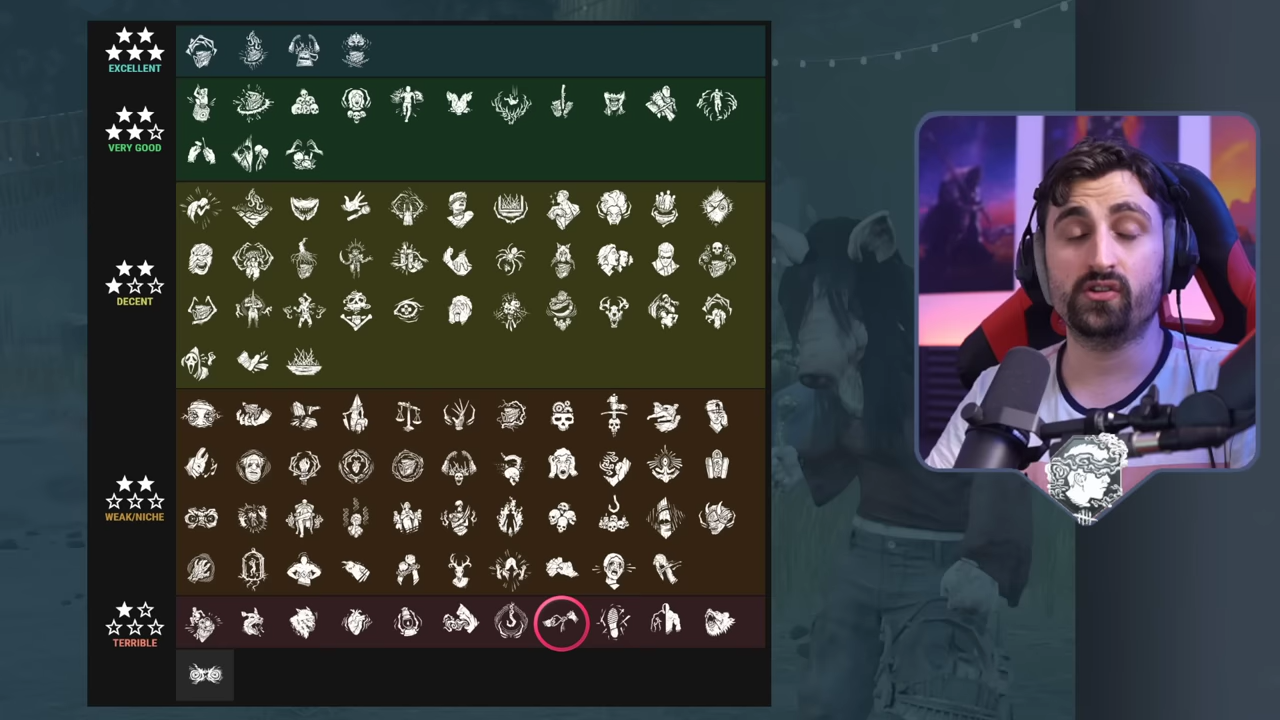 EXCELLENT
VERY GOOD
DECENT
WEAK/NICHE
TERRIBLE